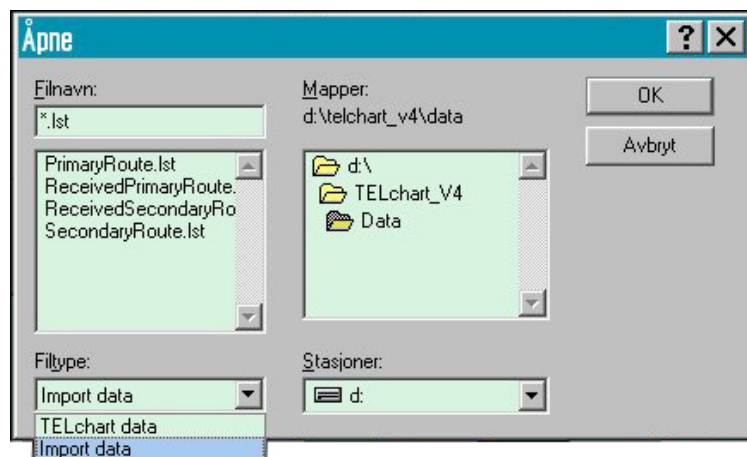 Åpne
Filnavn:
*.lst
PrimaryRoute.lst
ReceivedPrimaryRoute.
ReceivedSecondaryRo
SecondaryRoute.lst
Filtype:
Import data
TELchart data
Import data
Mapper:
d:\telchart_v4\data
d:\
TELchart_V4
Data
Stasjoner:
d:
OK
Avbryt